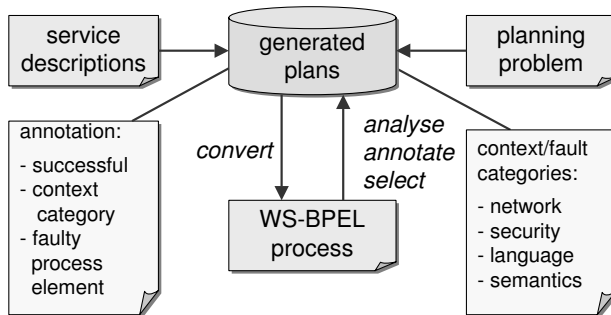 service
descriptions
generated
plans
planning
problem
annotation:
- successful
- context
category
- faulty
process
element
convert
analyse
annotate
select
WS-BPEL
process
context/fault
categories:
- network
- security
- language
- semantics